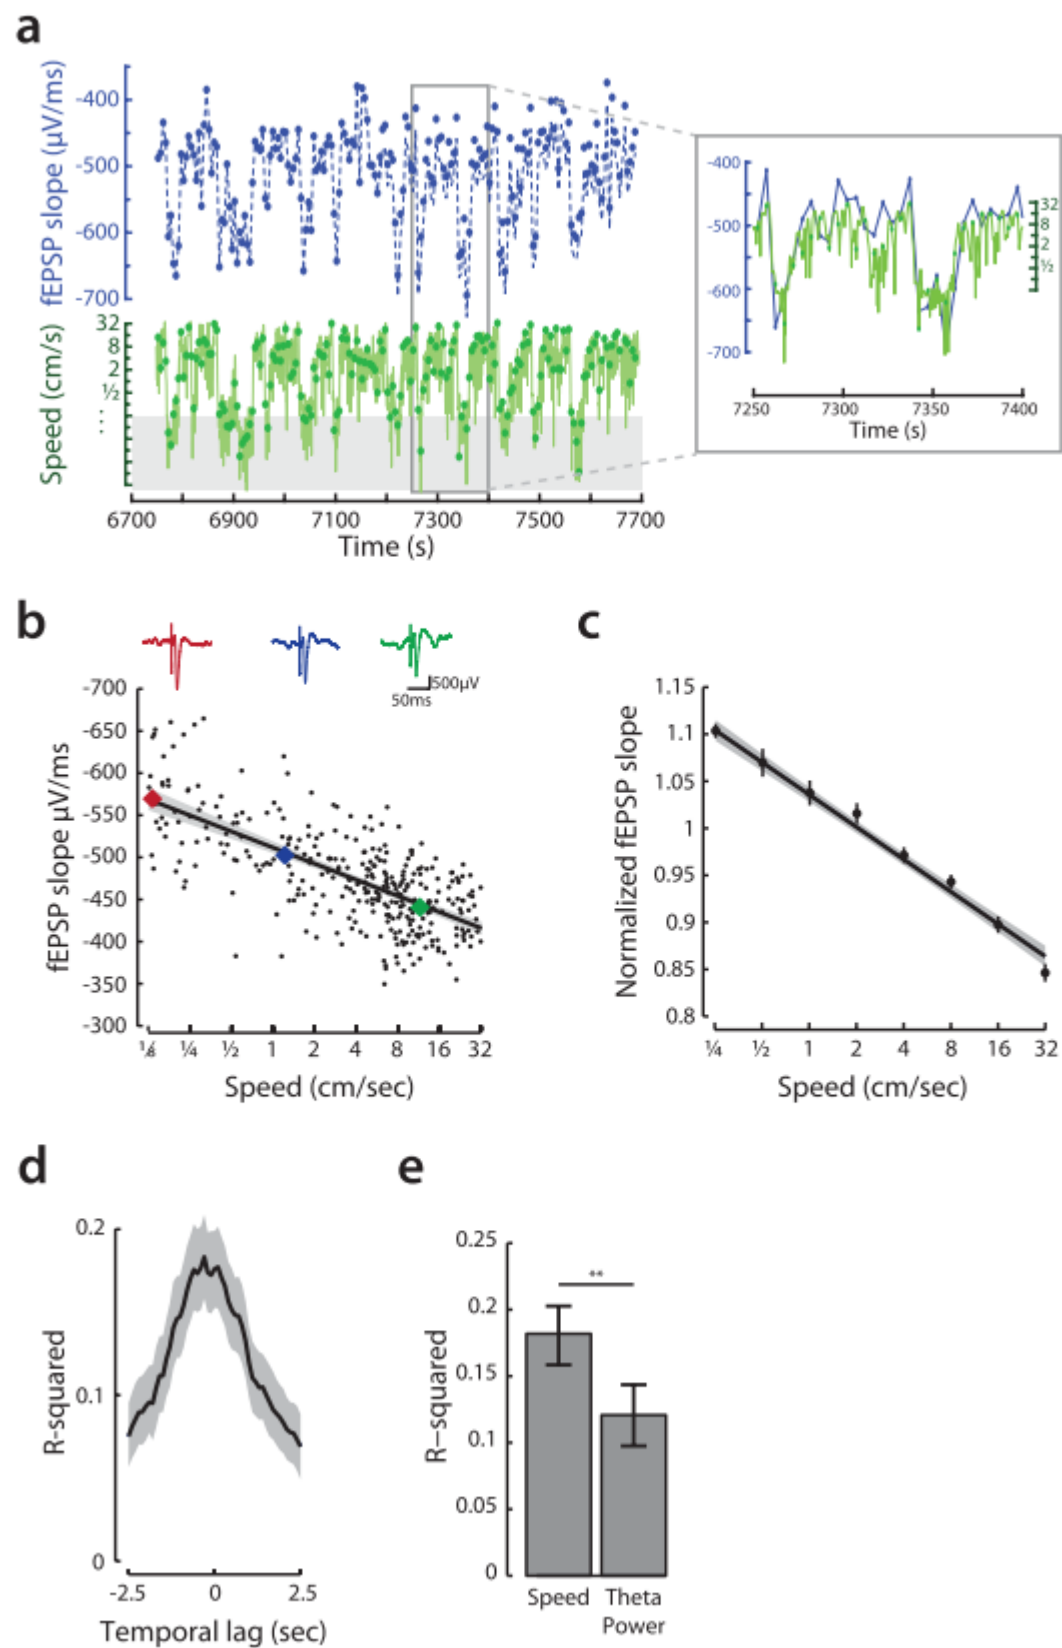 a
fEPSP slope (µV/ms)
-400
-500
-600
-700
Speed (cm/s)
32
8
2
½
⋮
6700 6900 7100 7300 7500 7700
Time (s)
-400
-500
-600
-700
32
8
2
½
7250 7300 7350 7400
Time (s)
b
500µV
50ms
fEPSP slope µV/ms
-700
-650
-600
-550
-500
-450
-400
-350
-300
⅛ ¼ ½ 1 2 4 8 16 32
Speed (cm/sec)
c
Normalized fEPSP slope
1.15
1.1
1.05
1
0.95
0.9
0.85
0.8
¼ ½ 1 2 4 8 16 32
Speed (cm/sec)
d
R-squared
0.2
0.1
0
-2.5 0 2.5
Temporal lag (sec)
e
R–squared
0.25
0.2
0.15
0.1
0.05
0
**
Speed Theta
Power